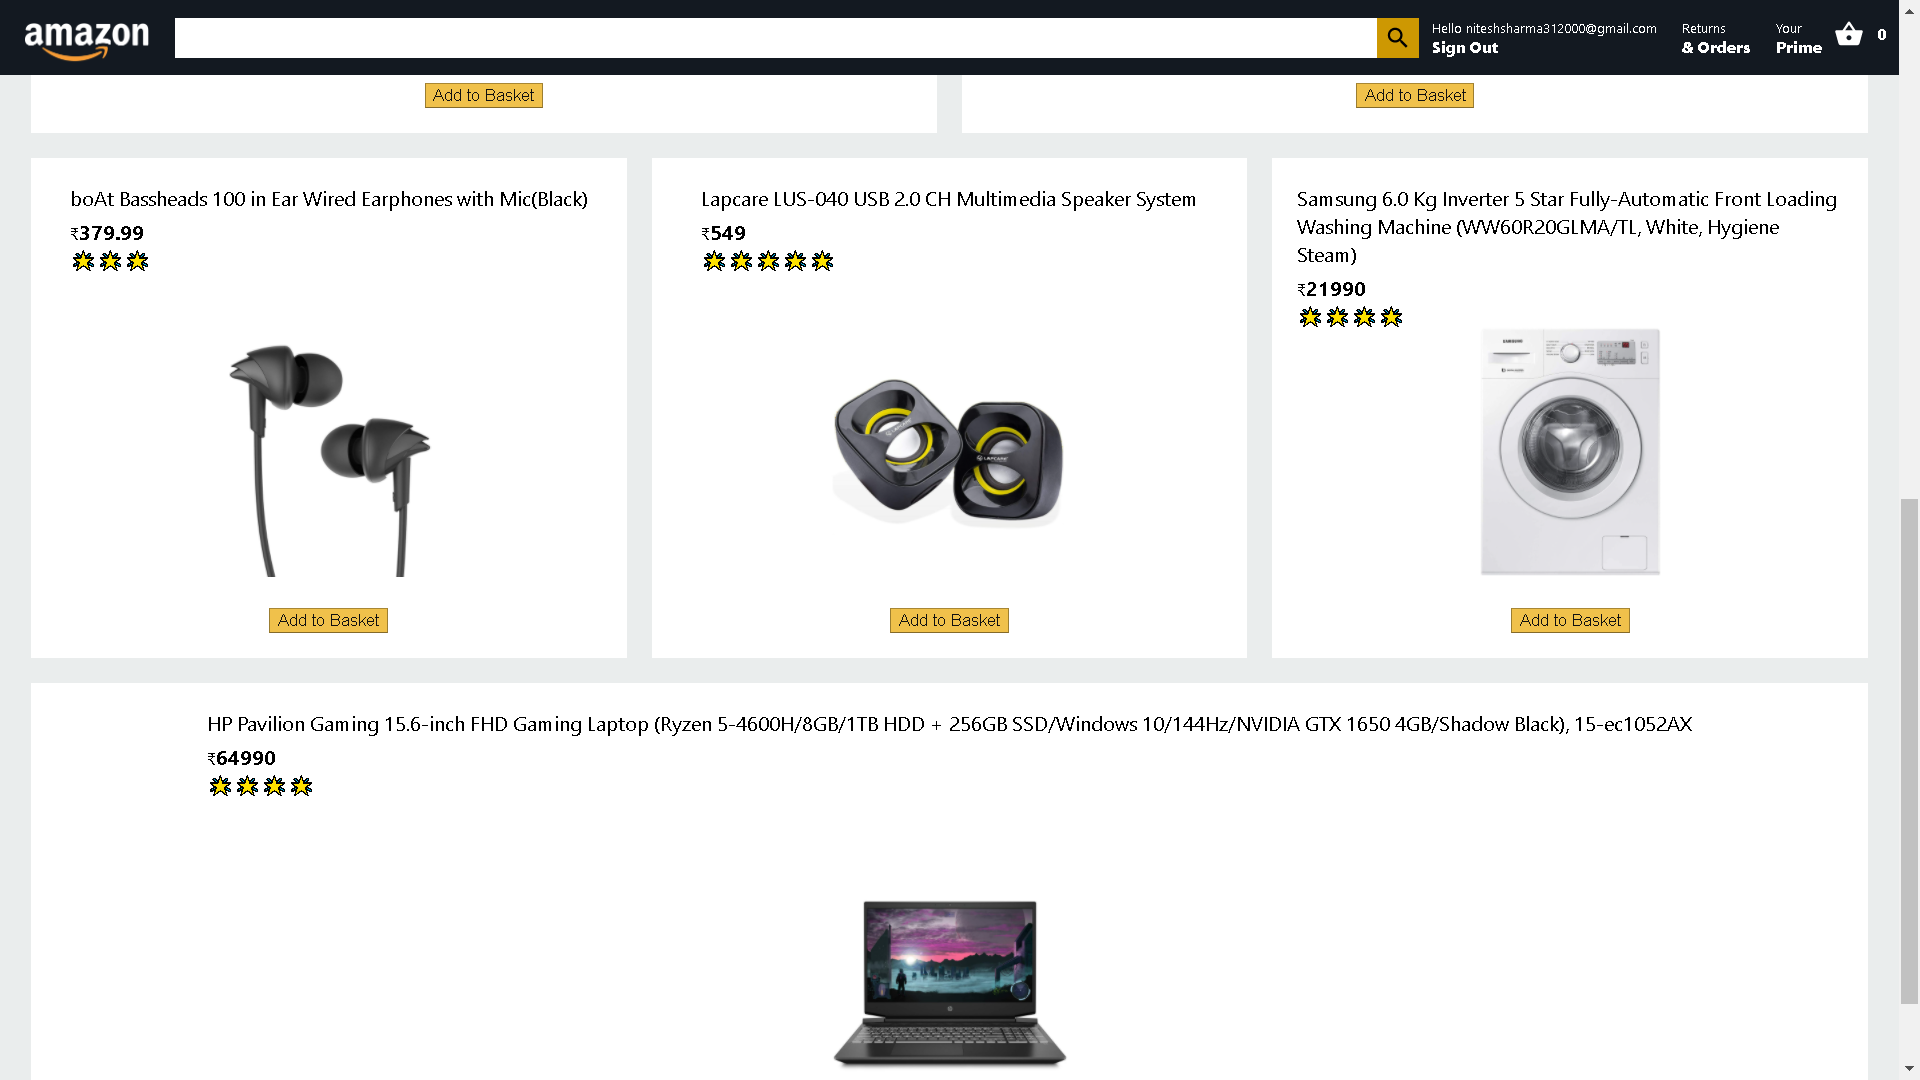 amazon
Hello niteshsharma312000@gmail.com
Sign Out
Returns
& Orders
Your
Prime
0
Add to Basket
Add to Basket
boAt Bassheads 100 in Ear Wired Earphones with Mic(Black)
₹379.99
Lapcare LUS-040 USB 2.0 CH Multimedia Speaker System
₹549
Samsung 6.0 Kg Inverter 5 Star Fully-Automatic Front Loading
Washing Machine (WW60R20GLMA/TL, White, Hygiene
Steam)
₹21990
SAMSUNG
LAPCARE
Add to Basket
Add to Basket
Add to Basket
HP Pavilion Gaming 15.6-inch FHD Gaming Laptop (Ryzen 5-4600H/8GB/1TB HDD + 256GB SSD/Windows 10/144Hz/NVIDIA GTX 1650 4GB/Shadow Black), 15-ec1052AX
₹64990